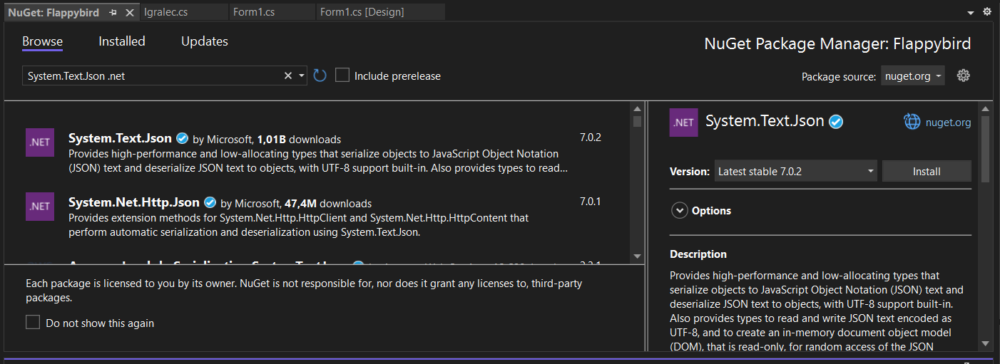 NuGet: Flappybird
Igralec.cs
Form1.cs
Form1.cs [Design]
Browse
Installed
Updates
NuGet Package Manager: Flappybird
System.Text.Json .net
Include prerelease
Package source: nuget.org
.NET
System.Text.Json by Microsoft, 1,01B downloads
7.0.2
Provides high-performance and low-allocating types that serialize objects to JavaScript Object Notation
(JSON) text and deserialize JSON text to objects, with UTF-8 support built-in. Also provides types to read...
.NET
System.Net.Http.Json by Microsoft, 47,4M downloads
7.0.1
Provides extension methods for System.Net.Http.HttpClient and System.Net.Http.HttpContent that
perform automatic serialization and deserialization using System.Text.Json.
Each package is licensed to you by its owner. NuGet is not responsible for, nor does it grant any licenses to, third-party
packages.
Do not show this again
.NET
System.Text.Json
nuget.org
Version: Latest stable 7.0.2
Install
Options
Description
Provides high-performance and low-allocating types that
serialize objects to JavaScript Object Notation (JSON) text and
deserialize JSON text to objects, with UTF-8 support built-in.
Also provides types to read and write JSON text encoded as
UTF-8, and to create an in-memory document object model
(DOM), that is read-only, for random access of the JSON